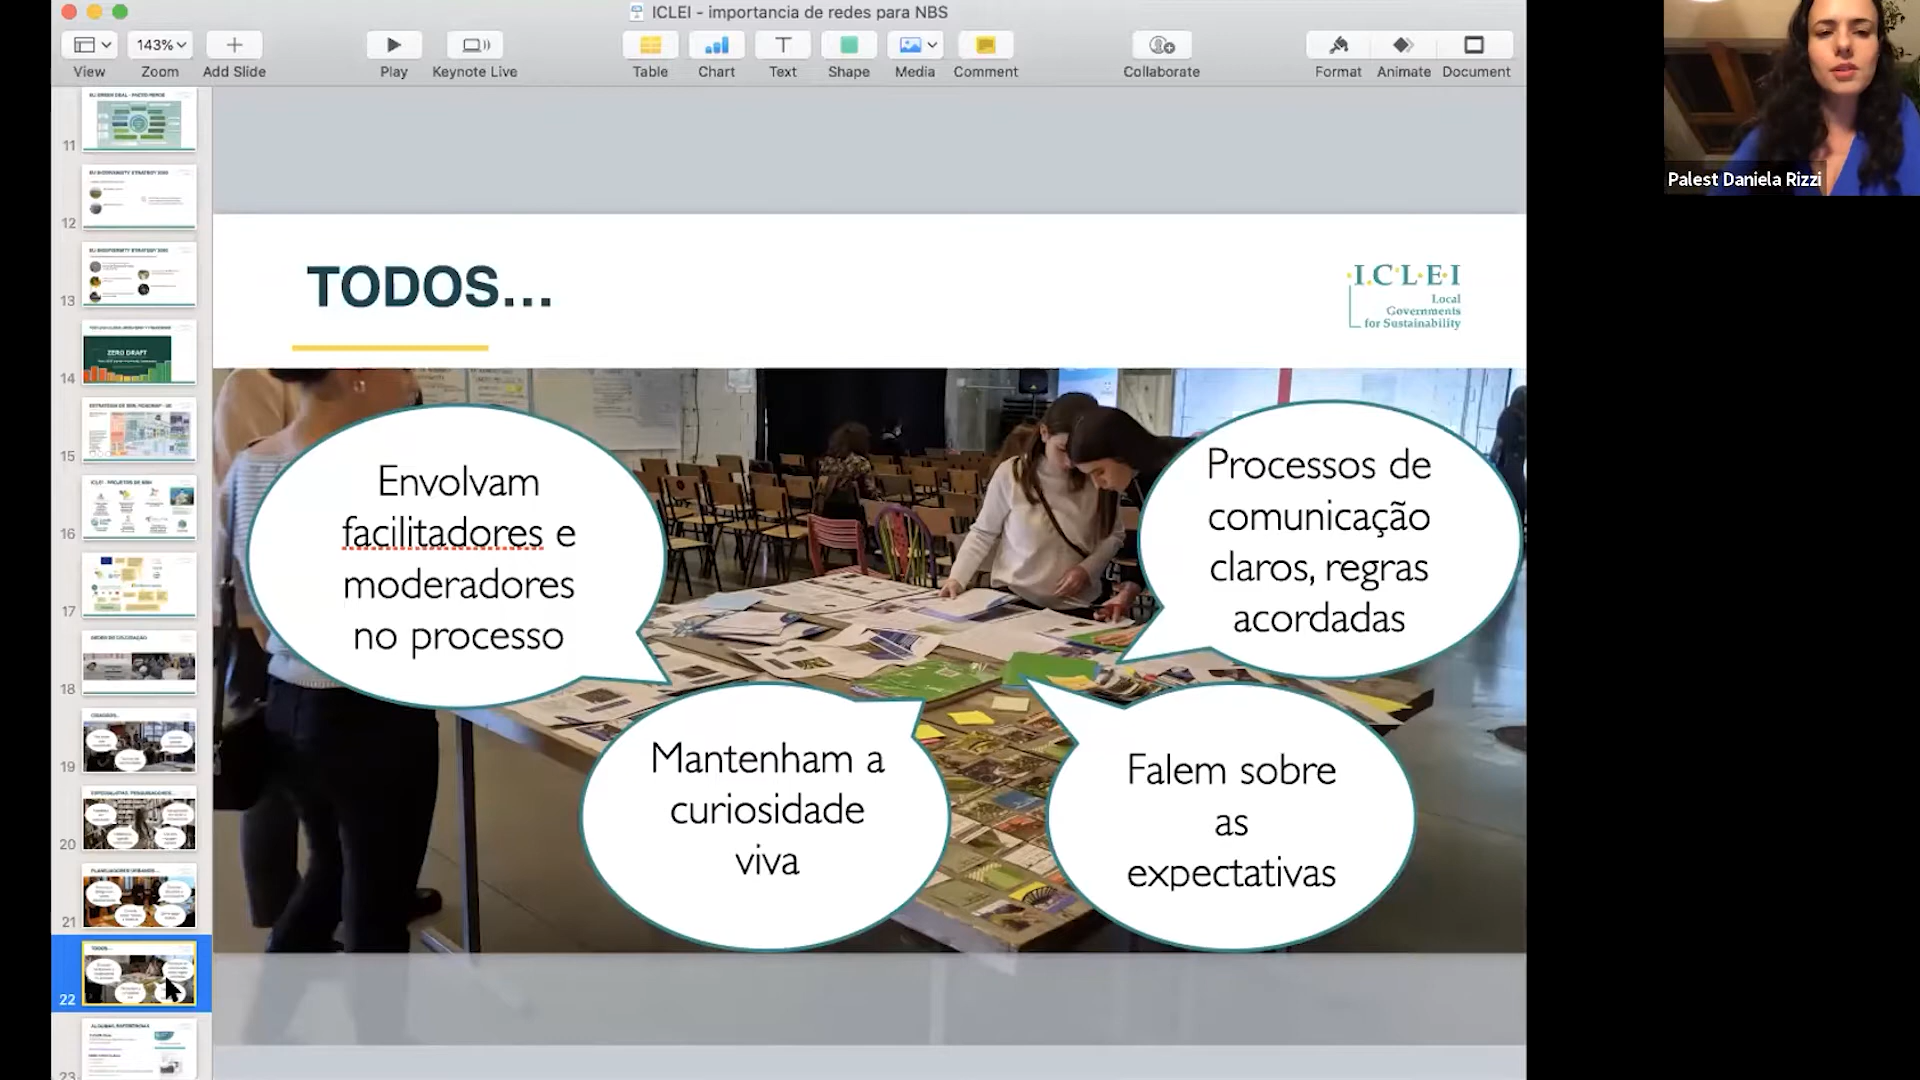 ICLEI - importancia de redes para NBS
143%
View
Zoom
Add Slide
Play
Keynote Live
Table
Chart
Text
Shape
Media
Comment
Collaborate
Format
Animate
Document
Palest Daniela Rizzi
11
12
13
14
ZERO DRAFT
15
16
17
18
19
20
21
22
TODOS...
23
TODOS...
I.C.L.E.I
Local
Governments
for Sustainability
Envolvam
facilitadores e
moderadores
no processo
Processos de
comunicação
claros, regras
acordadas
Mantenham a
curiosidade
viva
Falem sobre
as
expectativas